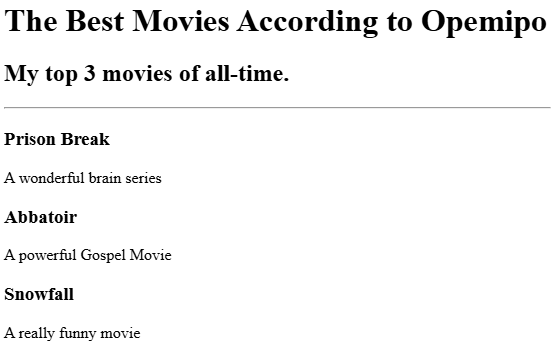 The Best Movies According to Opemipo
My top 3 movies of all-time.
Prison Break
A wonderful brain series
Abbatoir
A powerful Gospel Movie
Snowfall
A really funny movie